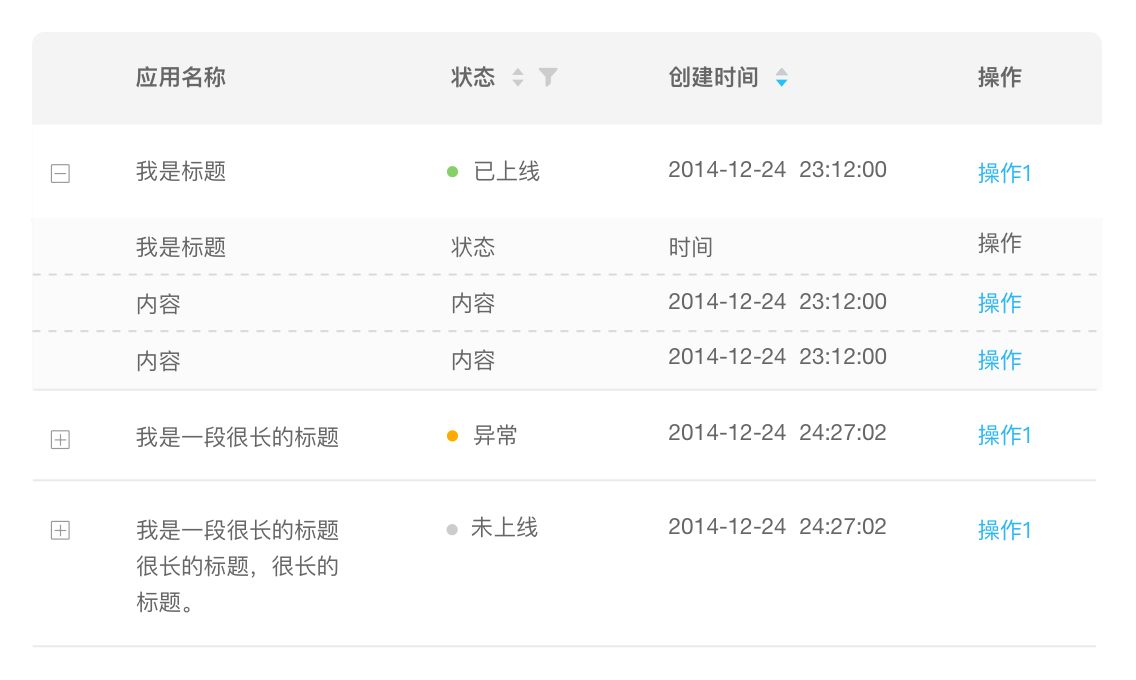 应用名称 状态 创建时间 操作
我是标题 已上线 2014-12-24 23:12:00 操作1
我是标题 状态 时间 操作
内容 内容 2014-12-24 23:12:00 操作
内容 内容 2014-12-24 23:12:00 操作
我是一段很长的标题 异常 2014-12-24 24:27:02 操作1
我是一段很长的标题 未上线 2014-12-24 24:27:02 操作1
很长的标题，很长的
标题。